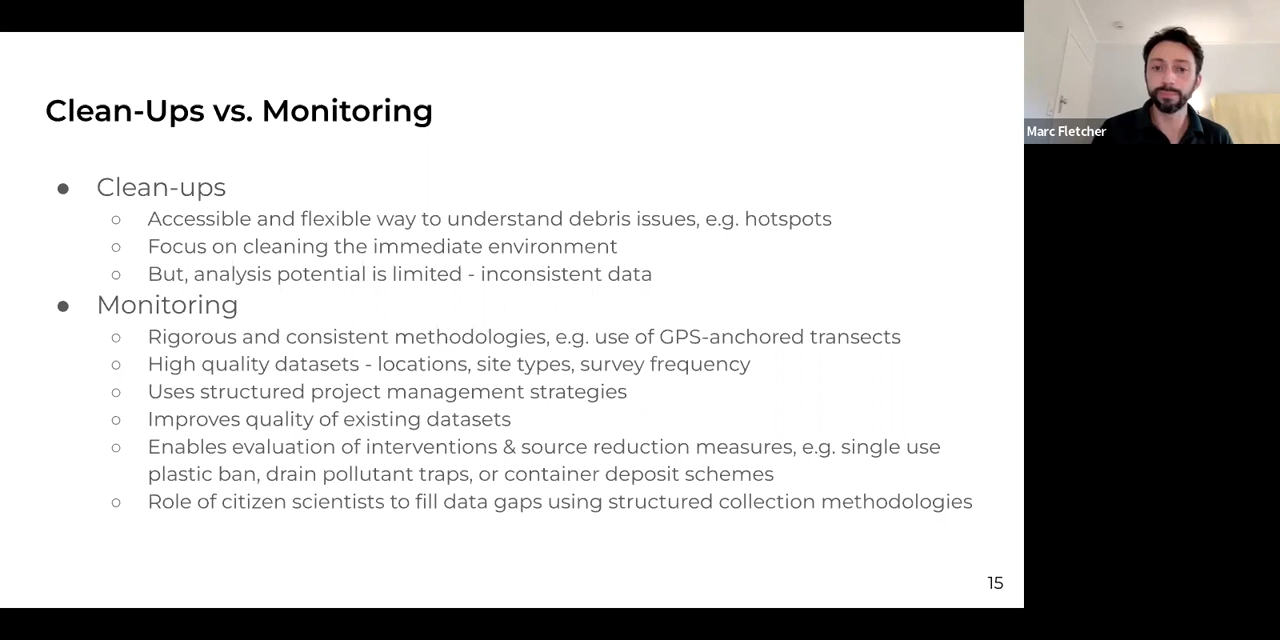 Clean-Ups vs. Monitoring
● Clean-ups
○ Accessible and flexible way to understand debris issues, e.g. hotspots
○ Focus on cleaning the immediate environment
○ But, analysis potential is limited - inconsistent data
● Monitoring
○ Rigorous and consistent methodologies, e.g. use of GPS-anchored transects
○ High quality datasets - locations, site types, survey frequency
○ Uses structured project management strategies
○ Improves quality of existing datasets
○ Enables evaluation of interventions & source reduction measures, e.g. single use
plastic ban, drain pollutant traps, or container deposit schemes
○ Role of citizen scientists to fill data gaps using structured collection methodologies
15
Marc Fletcher